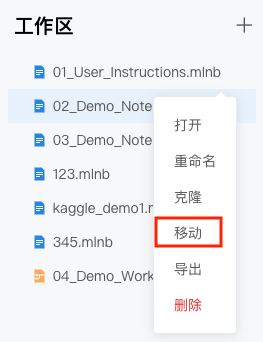 工作区
01_User_Instructions.mlnb
02_Demo_Note
03_Demo_Note
123.mlnb
kaggle_demo1.
345.mlnb
04_Demo_Work
打开
重命名
克隆
移动
导出
删除